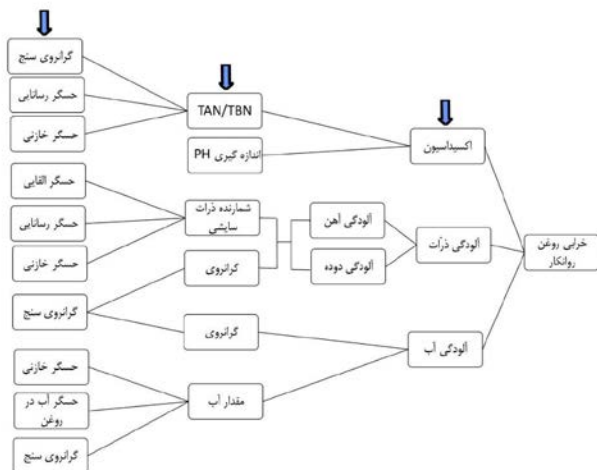 خرابی روغن
روانکار
اکسیداسیون
آلودگی ذرّات
آلودگی آب
TAN/TBN
اندازه گیری PH
آلودگی آهن
آلودگی دوده
شمارنده ذرات
سایشی
گرانروی
گرانروی
مقدار آب
گرانروی سنج
حسگر رسانایی
حسگر خازنی
حسگر القایی
حسگر رسانایی
حسگر خازنی
گرانروی سنج
حسگر خازنی
حسگر آب در
روغن
گرانروی سنج